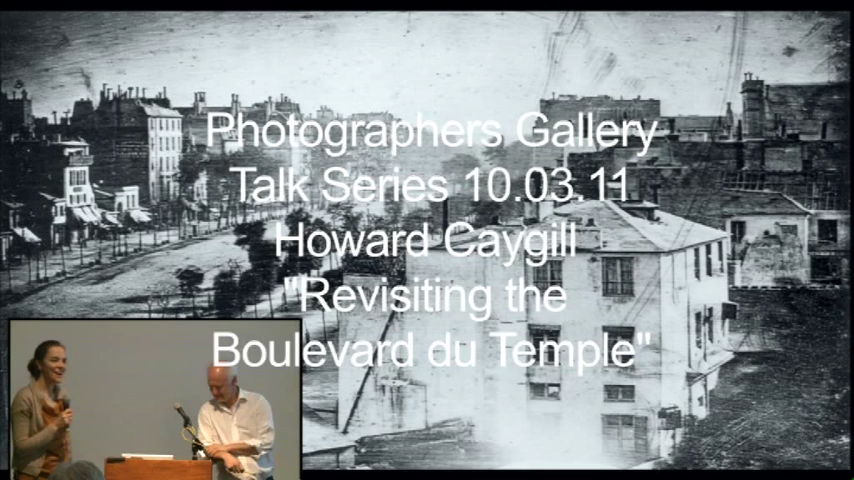 Photographers Gallery
Talk Series 10.03.11
Howard Caygill
"Revisiting the
Boulevard du Temple"